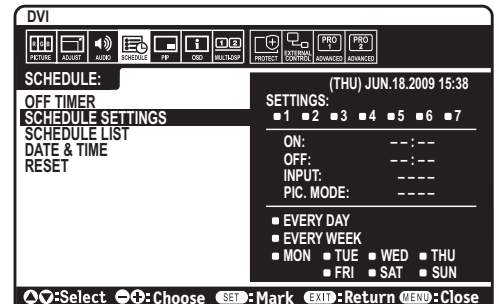 DVI
RGB
PICTURE ADJUST AUDIO SCHEDULE PIP OSD MULTI-DSP PROTECT EXTERNAL CONTROL PRO 1 ADVANCED PRO 2 ADVANCED
SCHEDULE:
OFF TIMER
SCHEDULE SETTINGS
SCHEDULE LIST
DATE & TIME
RESET
(THU) JUN.18.2009 15:38
SETTINGS:
1 2 3 4 5 6 7
ON: --:--
OFF: --:--
INPUT: ----
PIC. MODE: ----
EVERY DAY
EVERY WEEK
MON TUE WED THU
FRI SAT SUN
:Select :Choose SET:Mark EXIT:Return MENU:Close